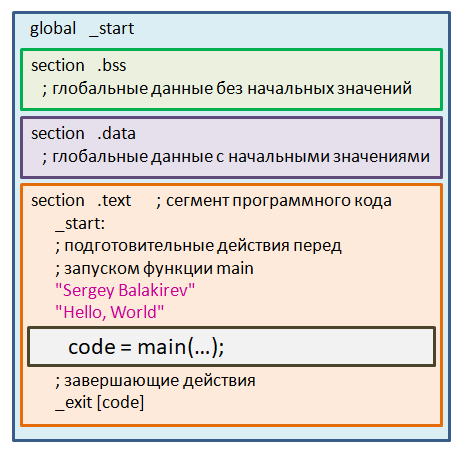 global _start
section .bss
; глобальные данные без начальных значений
section .data
; глобальные данные с начальными значениями
section .text ; сегмент программного кода
_start:
; подготовительные действия перед
; запуском функции main
"Sergey Balakirev"
"Hello, World"
code = main(…);
; завершающие действия
_exit [code]